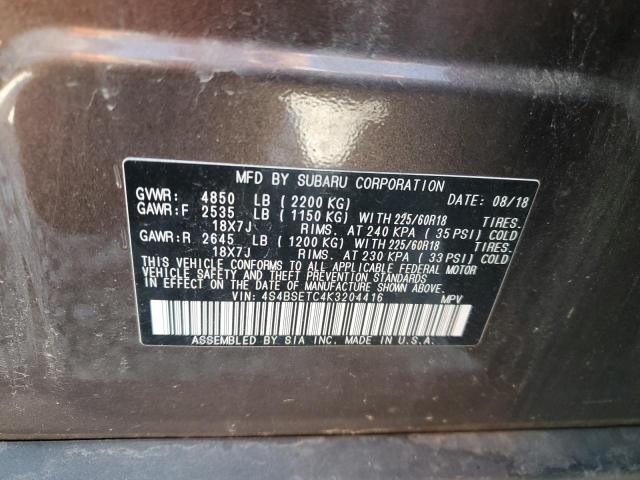 MFD BY SUBARU CORPORATION
GVWR: 4850 LB (2200 KG) DATE: 08/18
GAWR:F 2535 LB (1150 KG) WITH 225/60R18 TIRES.
18X7J RIMS. AT 240 KPA (35 PSI) COLD
GAWR:R 2645 LB (1200 KG) WITH 225/60R18 TIRES.
18X7J RIMS. AT 230 KPA (33 PSI) COLD
THIS VEHICLE CONFORMS TO ALL APPLICABLE FEDERAL MOTOR
VEHICLE SAFETY AND THEFT PREVENTION STANDARDS
IN EFFECT ON THE DATE OF MANUFACTURE SHOWN ABOVE.
VIN: 4S4BSETC4K3204416 MPV
ASSEMBLED BY SIA INC. MADE IN U.S.A.